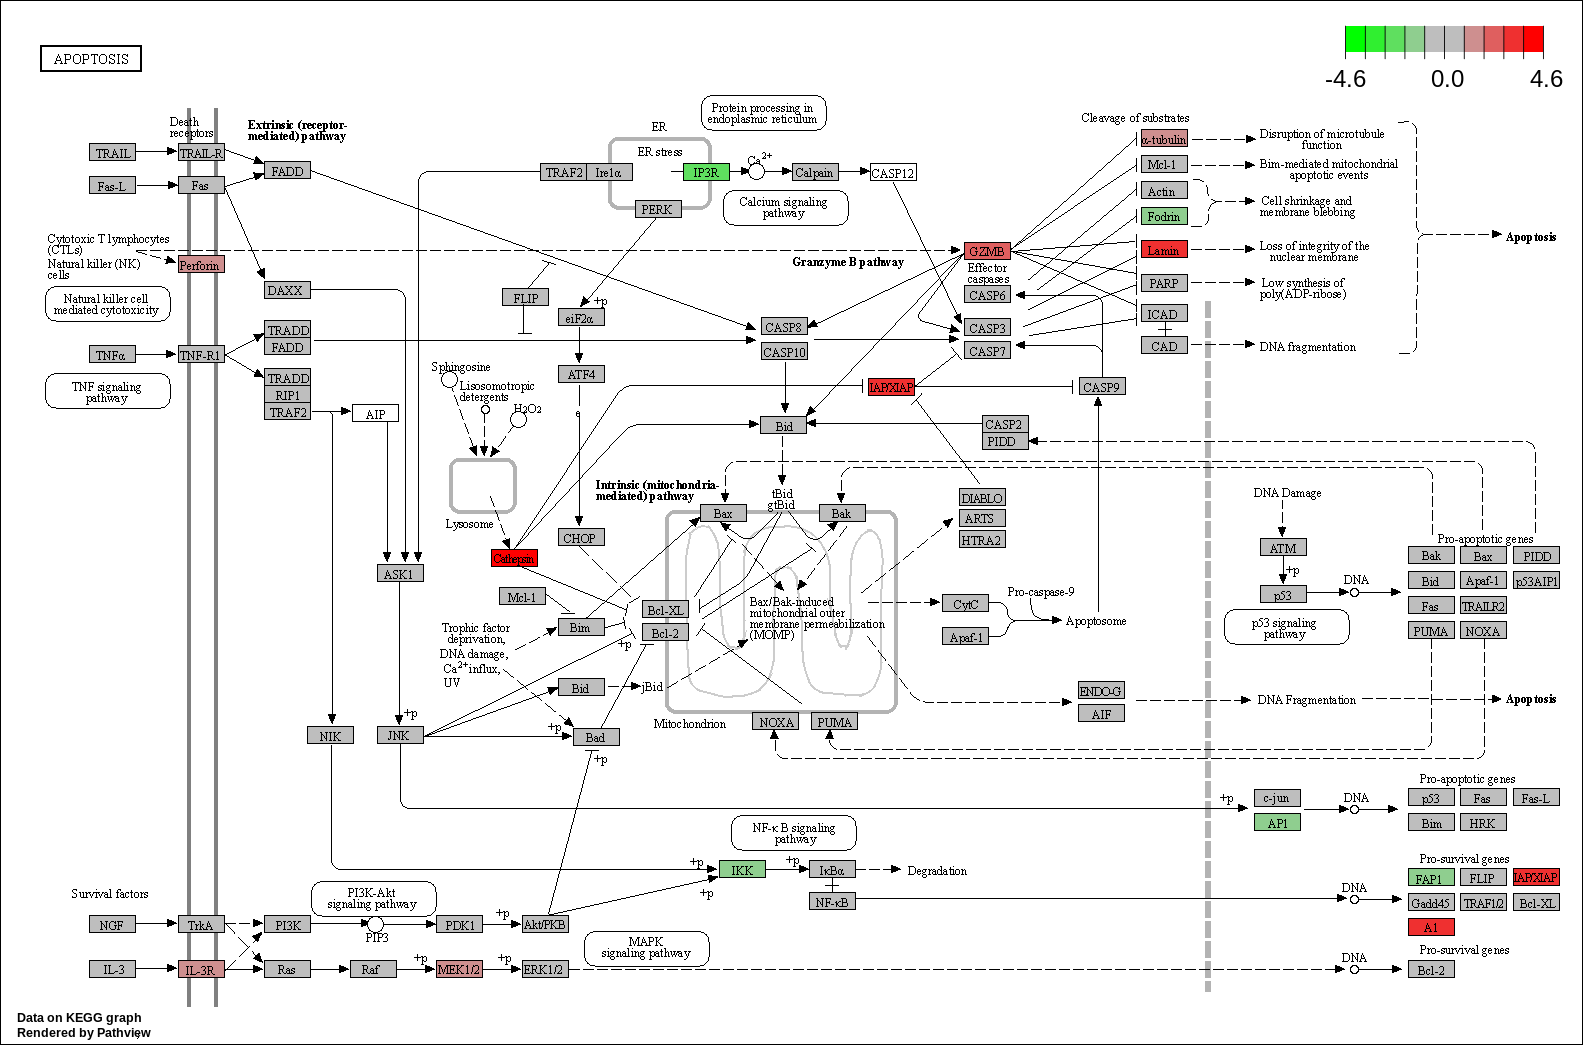 APOPTOSIS
-4.6
0.0
4.6
Death
receptors
Extrinsic (receptor-
mediated) pathway
TRAIL
TRAIL-R
FADD
Fas-L
Fas
Cytotoxic T lymphocytes
(CTLs)
Natural killer (NK)
cells
Perforin
Natural killer cell
mediated cytotoxicity
DAXX
TNFα
TNF-R1
TRADD
FADD
TRADD
RIP1
TRAF2
TNF signaling
pathway
AIP
ER
ER stress
TRAF2
Ire1α
PERK
IP3R
Ca2+
Calpain
CASP12
Protein processing in
endoplasmic reticulum
Calcium signaling
pathway
FLIP
+p
eiF2α
ATF4
e
CHOP
Granzyme B pathway
GZMB
Effector
caspases
CASP6
CASP3
CASP7
CASP8
CASP10
IAP/XIAP
CASP9
Bid
CASP2
PIDD
Cleavage of substrates
α-tubulin
Mcl-1
Actin
Fodrin
Lamin
PARP
ICAD
CAD
Disruption of microtubule
function
Bim-mediated mitochondrial
apoptotic events
Cell shrinkage and
membrane blebbing
Loss of integrity of the
nuclear membrane
Low synthesis of
poly(ADP-ribose)
DNA fragmentation
Apoptosis
Sphingosine
Lisosomotropic
detergents
H2O2
Lysosome
Cathepsin
Intrinsic (mitochondria-
mediated) pathway
tBid
gtBid
Bax
Bak
DIABLO
ARTS
HTRA2
ASK1
Mcl-1
Bim
Bcl-XL
Bcl-2
+p
Trophic factor
deprivation,
DNA damage,
Ca2+ influx,
UV
Bid
jBid
Bad
+p
+p
Bax/Bak-induced
mitochondrial outer
membrane permeabilization
(MOMP)
Mitochondrion
NOXA
PUMA
CytC
Apaf-1
Pro-caspase-9
Apoptosome
ENDO-G
AIF
DNA Fragmentation
Apoptosis
DNA Damage
ATM
+p
p53
DNA
p53 signaling
pathway
Pro-apoptotic genes
Bak
Bax
PIDD
Bid
Apaf-1
p53AIP1
Fas
TRAILR2
PUMA
NOXA
NIK
JNK
+p
+p
c-jun
AP1
DNA
Pro-apoptotic genes
p53
Fas
Fas-L
Bim
HRK
NF-κB signaling
pathway
+p
IKK
+p
IκBα
Degradation
+p
NF-κB
DNA
Pro-survival genes
FAP1
FLIP
IAP/XIAP
Gadd45
TRAF1/2
Bcl-XL
A1
Survival factors
PI3K-Akt
signaling pathway
NGF
TrkA
PI3K
PIP3
PDK1
+p
Akt/PKB
IL-3
IL-3R
Ras
Raf
+p
MEK1/2
+p
ERK1/2
MAPK
signaling pathway
DNA
Pro-survival genes
Bcl-2
Data on KEGG graph
Rendered by Pathview